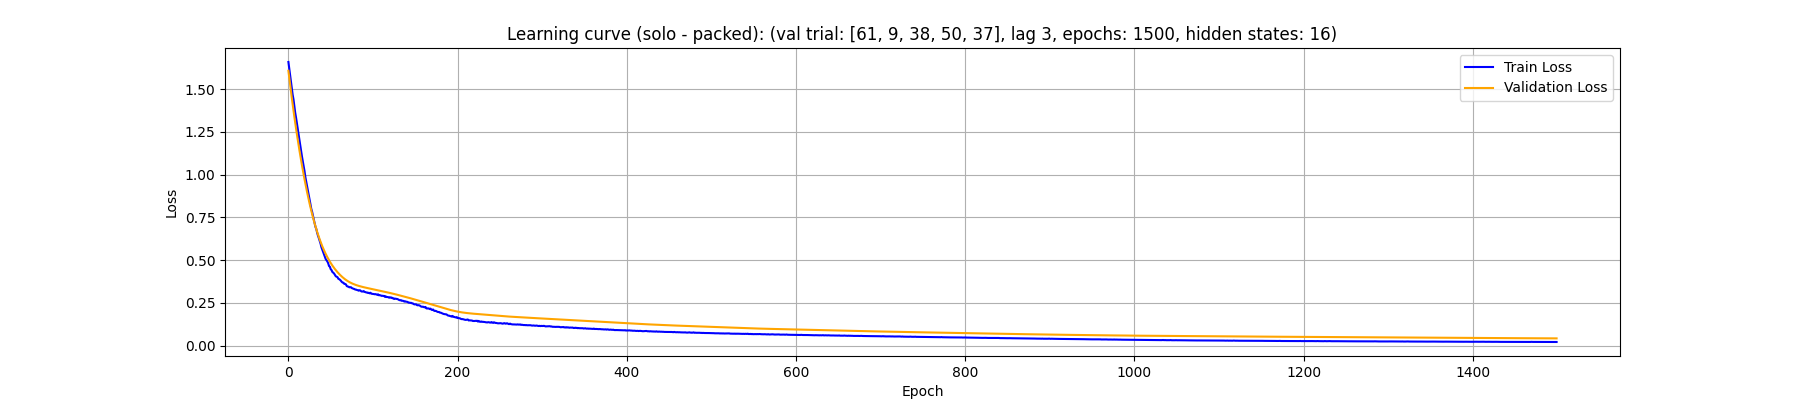 Learning curve (solo - packed): (val trial: [61, 9, 38, 50, 37], lag 3, epochs: 1500, hidden states: 16)
Train Loss
Validation Loss
1.50
1.25
1.00
0.75
0.50
0.25
0.00
Loss
0 200 400 600 800 1000 1200 1400
Epoch